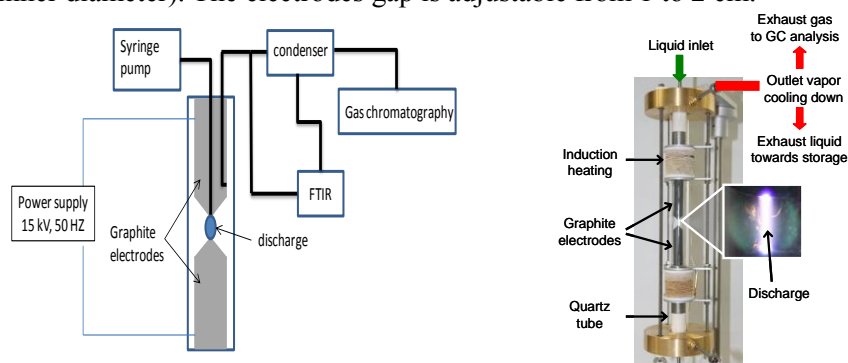 inner diameter). The electrodes gap is adjustable from 1 to 2 cm.
Syringe
pump
condenser
Gas chromatography
FTIR
Power supply
15 kV, 50 HZ
Graphite
electrodes
discharge
Liquid inlet
Exhaust gas
to GC analysis
Outlet vapor
cooling down
Exhaust liquid
towards storage
Induction
heating
Graphite
electrodes
Discharge
Quartz
tube